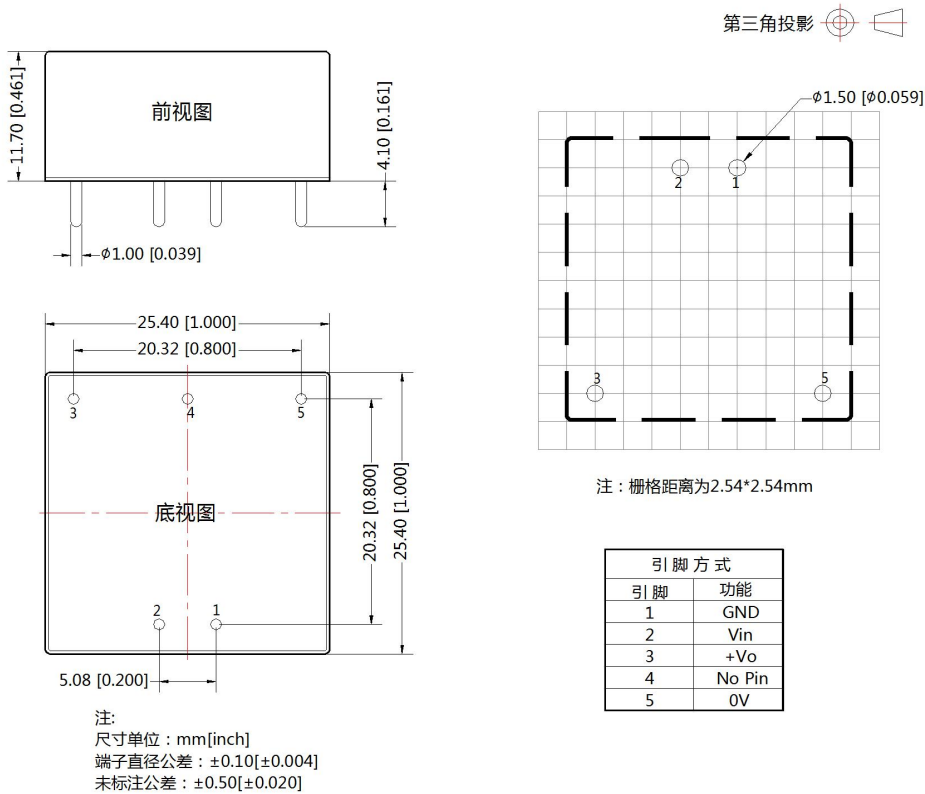 第三角投影
11.70 [0.461]
前视图
4.10 [0.161]
ϕ1.00 [0.039]
ϕ1.50 [ϕ0.059]
2
1
3
5
注：栅格距离为2.54*2.54mm
25.40 [1.000]
20.32 [0.800]
3
4
5
底视图
20.32 [0.800]
25.40 [1.000]
2
1
5.08 [0.200]
引脚方式
引脚 功能
1 GND
2 Vin
3 +Vo
4 No Pin
5 0V
注:
尺寸单位：mm[inch]
端子直径公差：±0.10[±0.004]
未标注公差：±0.50[±0.020]